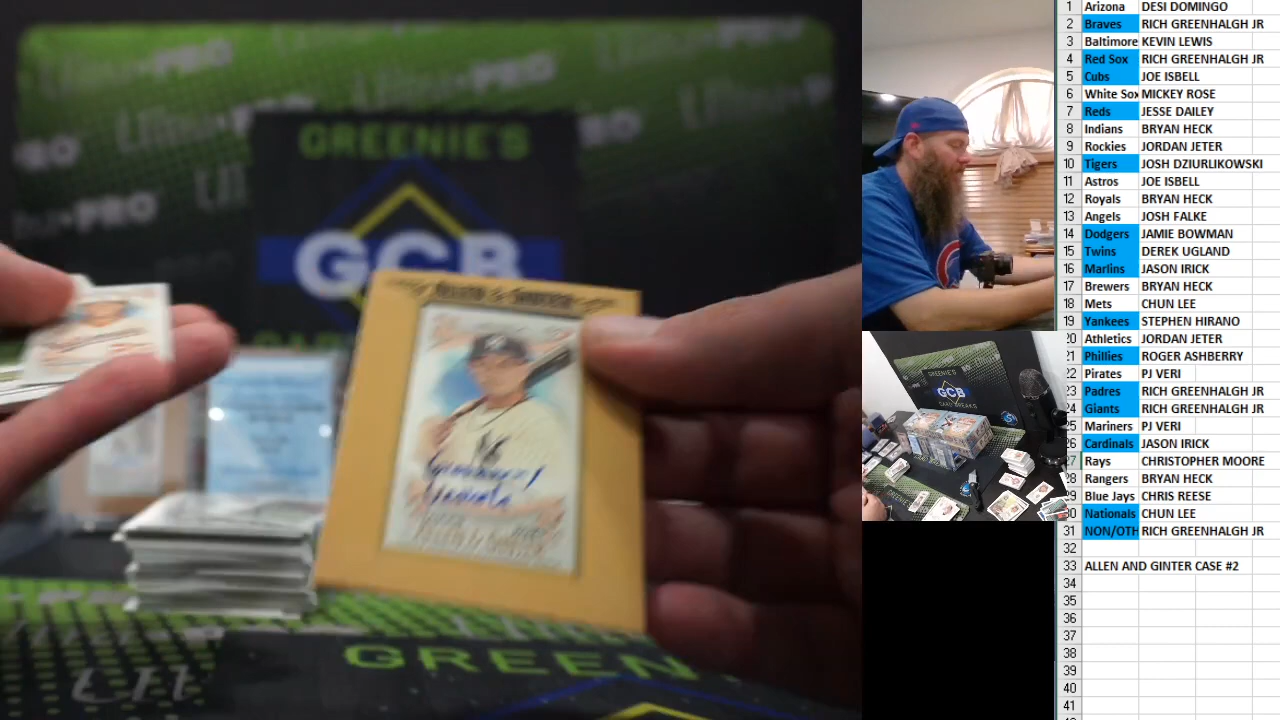 GREENIE'S
GCB
PRO
PRO
PRO
ALLEN & GINTER
GREEN
GREENIE'S
GCB
CARD BREAKS
1 Arizona DESI DOMINGO
2 Braves RICH GREENHALGH JR
3 Baltimore KEVIN LEWIS
4 Red Sox RICH GREENHALGH JR
5 Cubs JOE ISBELL
6 White Sox MICKEY ROSE
7 Reds JESSE DAILEY
8 Indians BRYAN HECK
9 Rockies JORDAN JETER
10 Tigers JOSH DZIURLIKOWSKI
11 Astros JOE ISBELL
12 Royals BRYAN HECK
13 Angels JOSH FALKE
14 Dodgers JAMIE BOWMAN
15 Twins DEREK UGLAND
16 Marlins JASON IRICK
17 Brewers BRYAN HECK
18 Mets CHUN LEE
19 Yankees STEPHEN HIRANO
20 Athletics JORDAN JETER
21 Phillies ROGER ASHBERRY
22 Pirates PJ VERI
23 Padres RICH GREENHALGH JR
24 Giants RICH GREENHALGH JR
25 Mariners PJ VERI
26 Cardinals JASON IRICK
27 Rays CHRISTOPHER MOORE
28 Rangers BRYAN HECK
29 Blue Jays CHRIS REESE
30 Nationals CHUN LEE
31 NON/OTH RICH GREENHALGH JR
32
33 ALLEN AND GINTER CASE #2
34
35
36
37
38
39
40
41